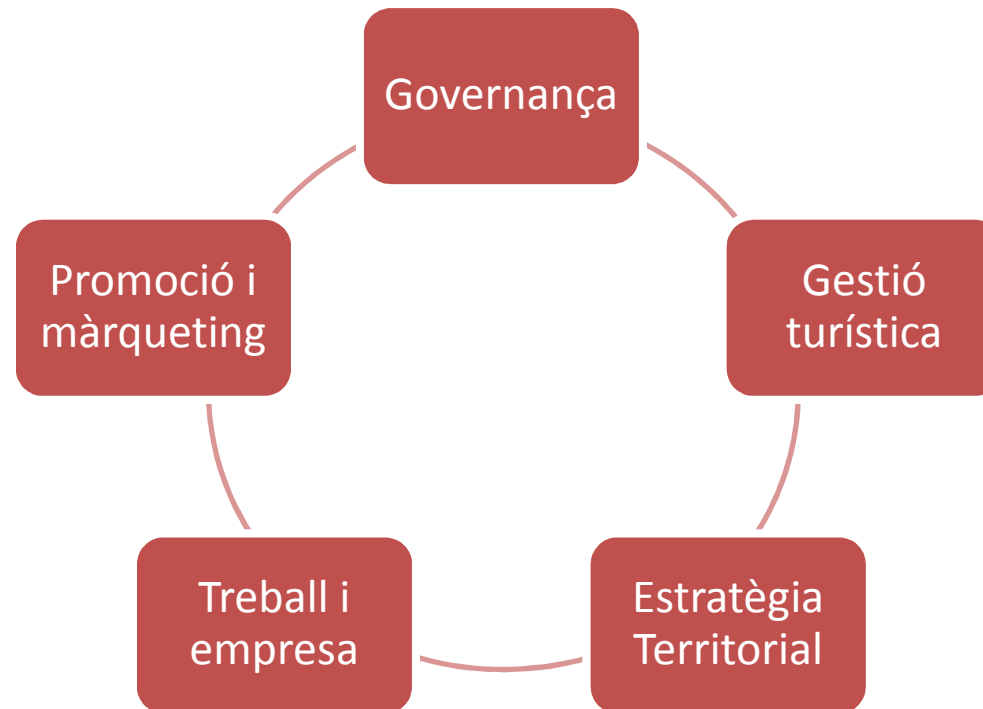 Governança
Promoció i
màrqueting
Gestió
turística
Treball i
empresa
Estratègia
Territorial